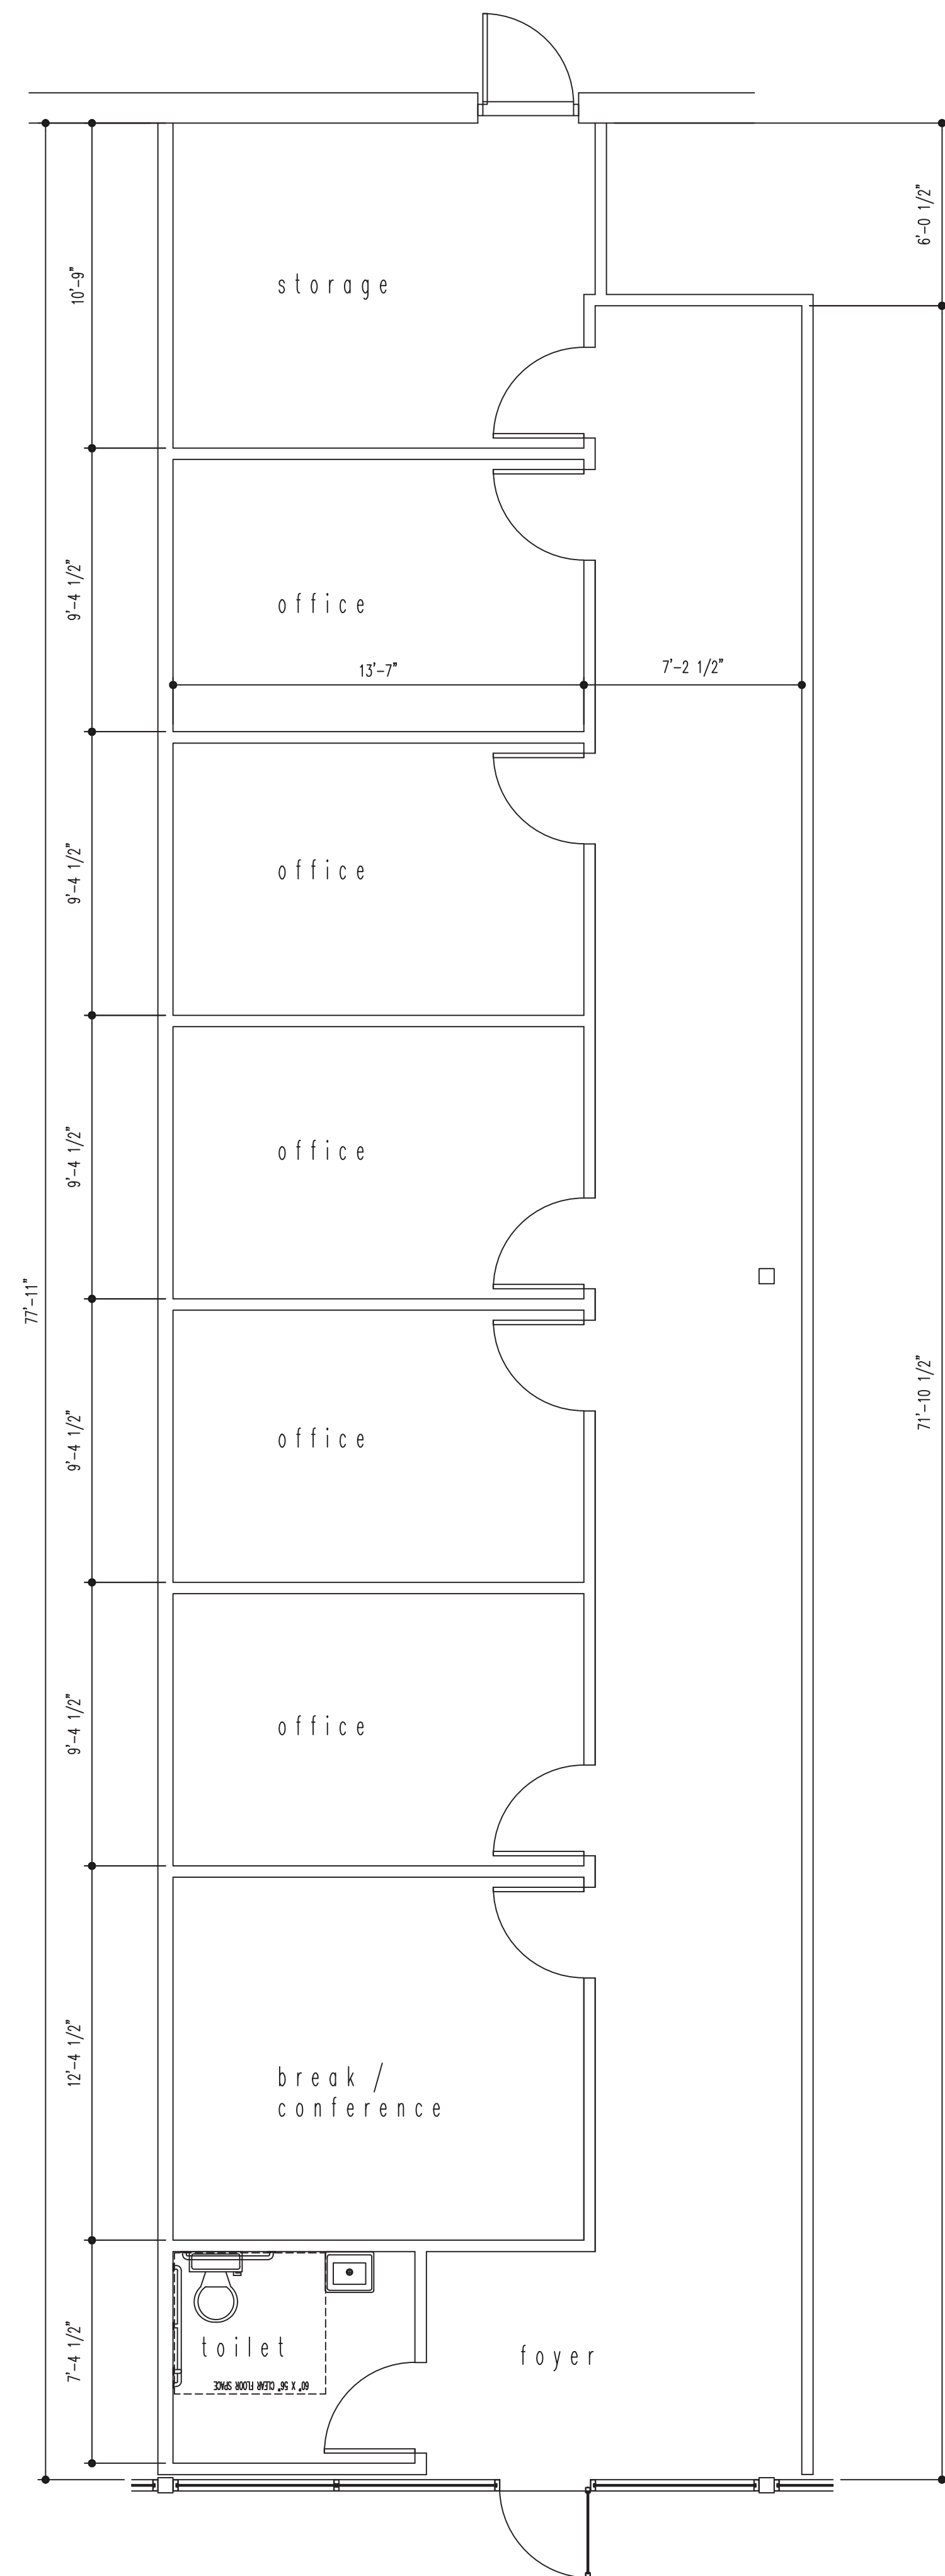 6'-0 1/2"
10'-9"
storage
9'-4 1/2"
office
13'-7"
7'-2 1/2"
9'-4 1/2"
office
9'-4 1/2"
office
77'-11"
71'-10 1/2"
9'-4 1/2"
office
9'-4 1/2"
office
12'-4 1/2"
break /
conference
7'-4 1/2"
toilet
foyer
60" X 56" CLEAR FLOOR SPACE